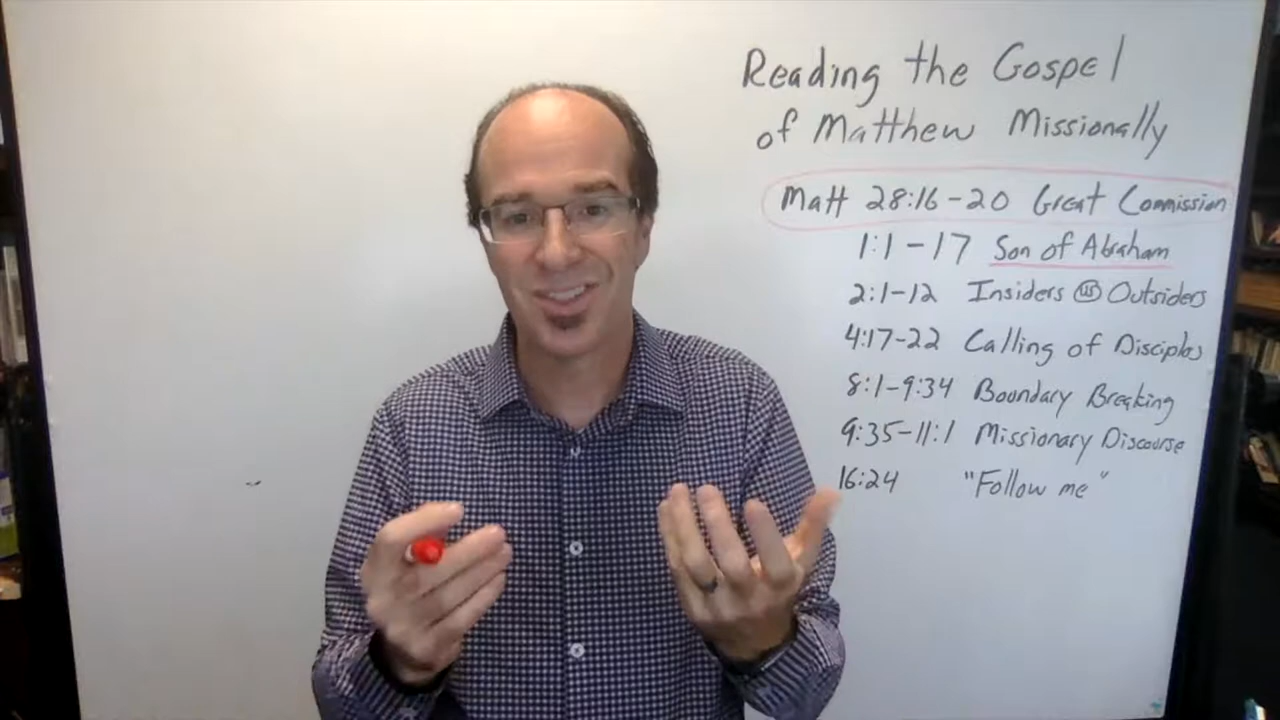 Reading the Gospel
of Matthew Missionally
Matt 28:16-20 Great Commission
1:1-17 Son of Abraham
2:1-12 Insiders vs Outsiders
4:17-22 Calling of Disciples
8:1-9:34 Boundary Breaking
9:35-11:1 Missionary Discourse
16:24 "Follow me"